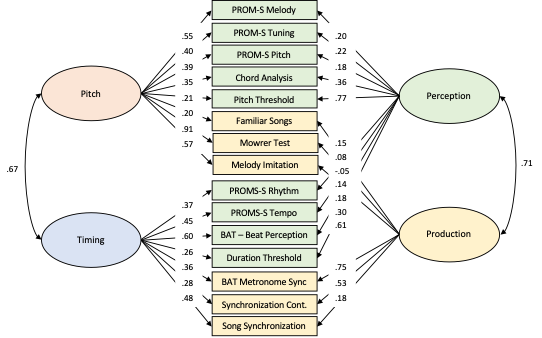 PROM-S Melody
.55
.20
PROM-S Tuning
.40
.22
PROM-S Pitch
.39
.18
Chord Analysis
.35
.36
Pitch
Perception
Pitch Threshold
.21
.77
.20
Familiar Songs
.91
Mowrer Test
.57
.15
.08
Melody Imitation
.67
-.05
.71
.14
PROMS-S Rhythm
.37
.18
PROMS-S Tempo
.45
.30
BAT – Beat Perception
.60
.61
Timing
Production
Duration Threshold
.26
.36
.75
BAT Metronome Sync
.28
.53
Synchronization Cont.
.48
.18
Song Synchronization